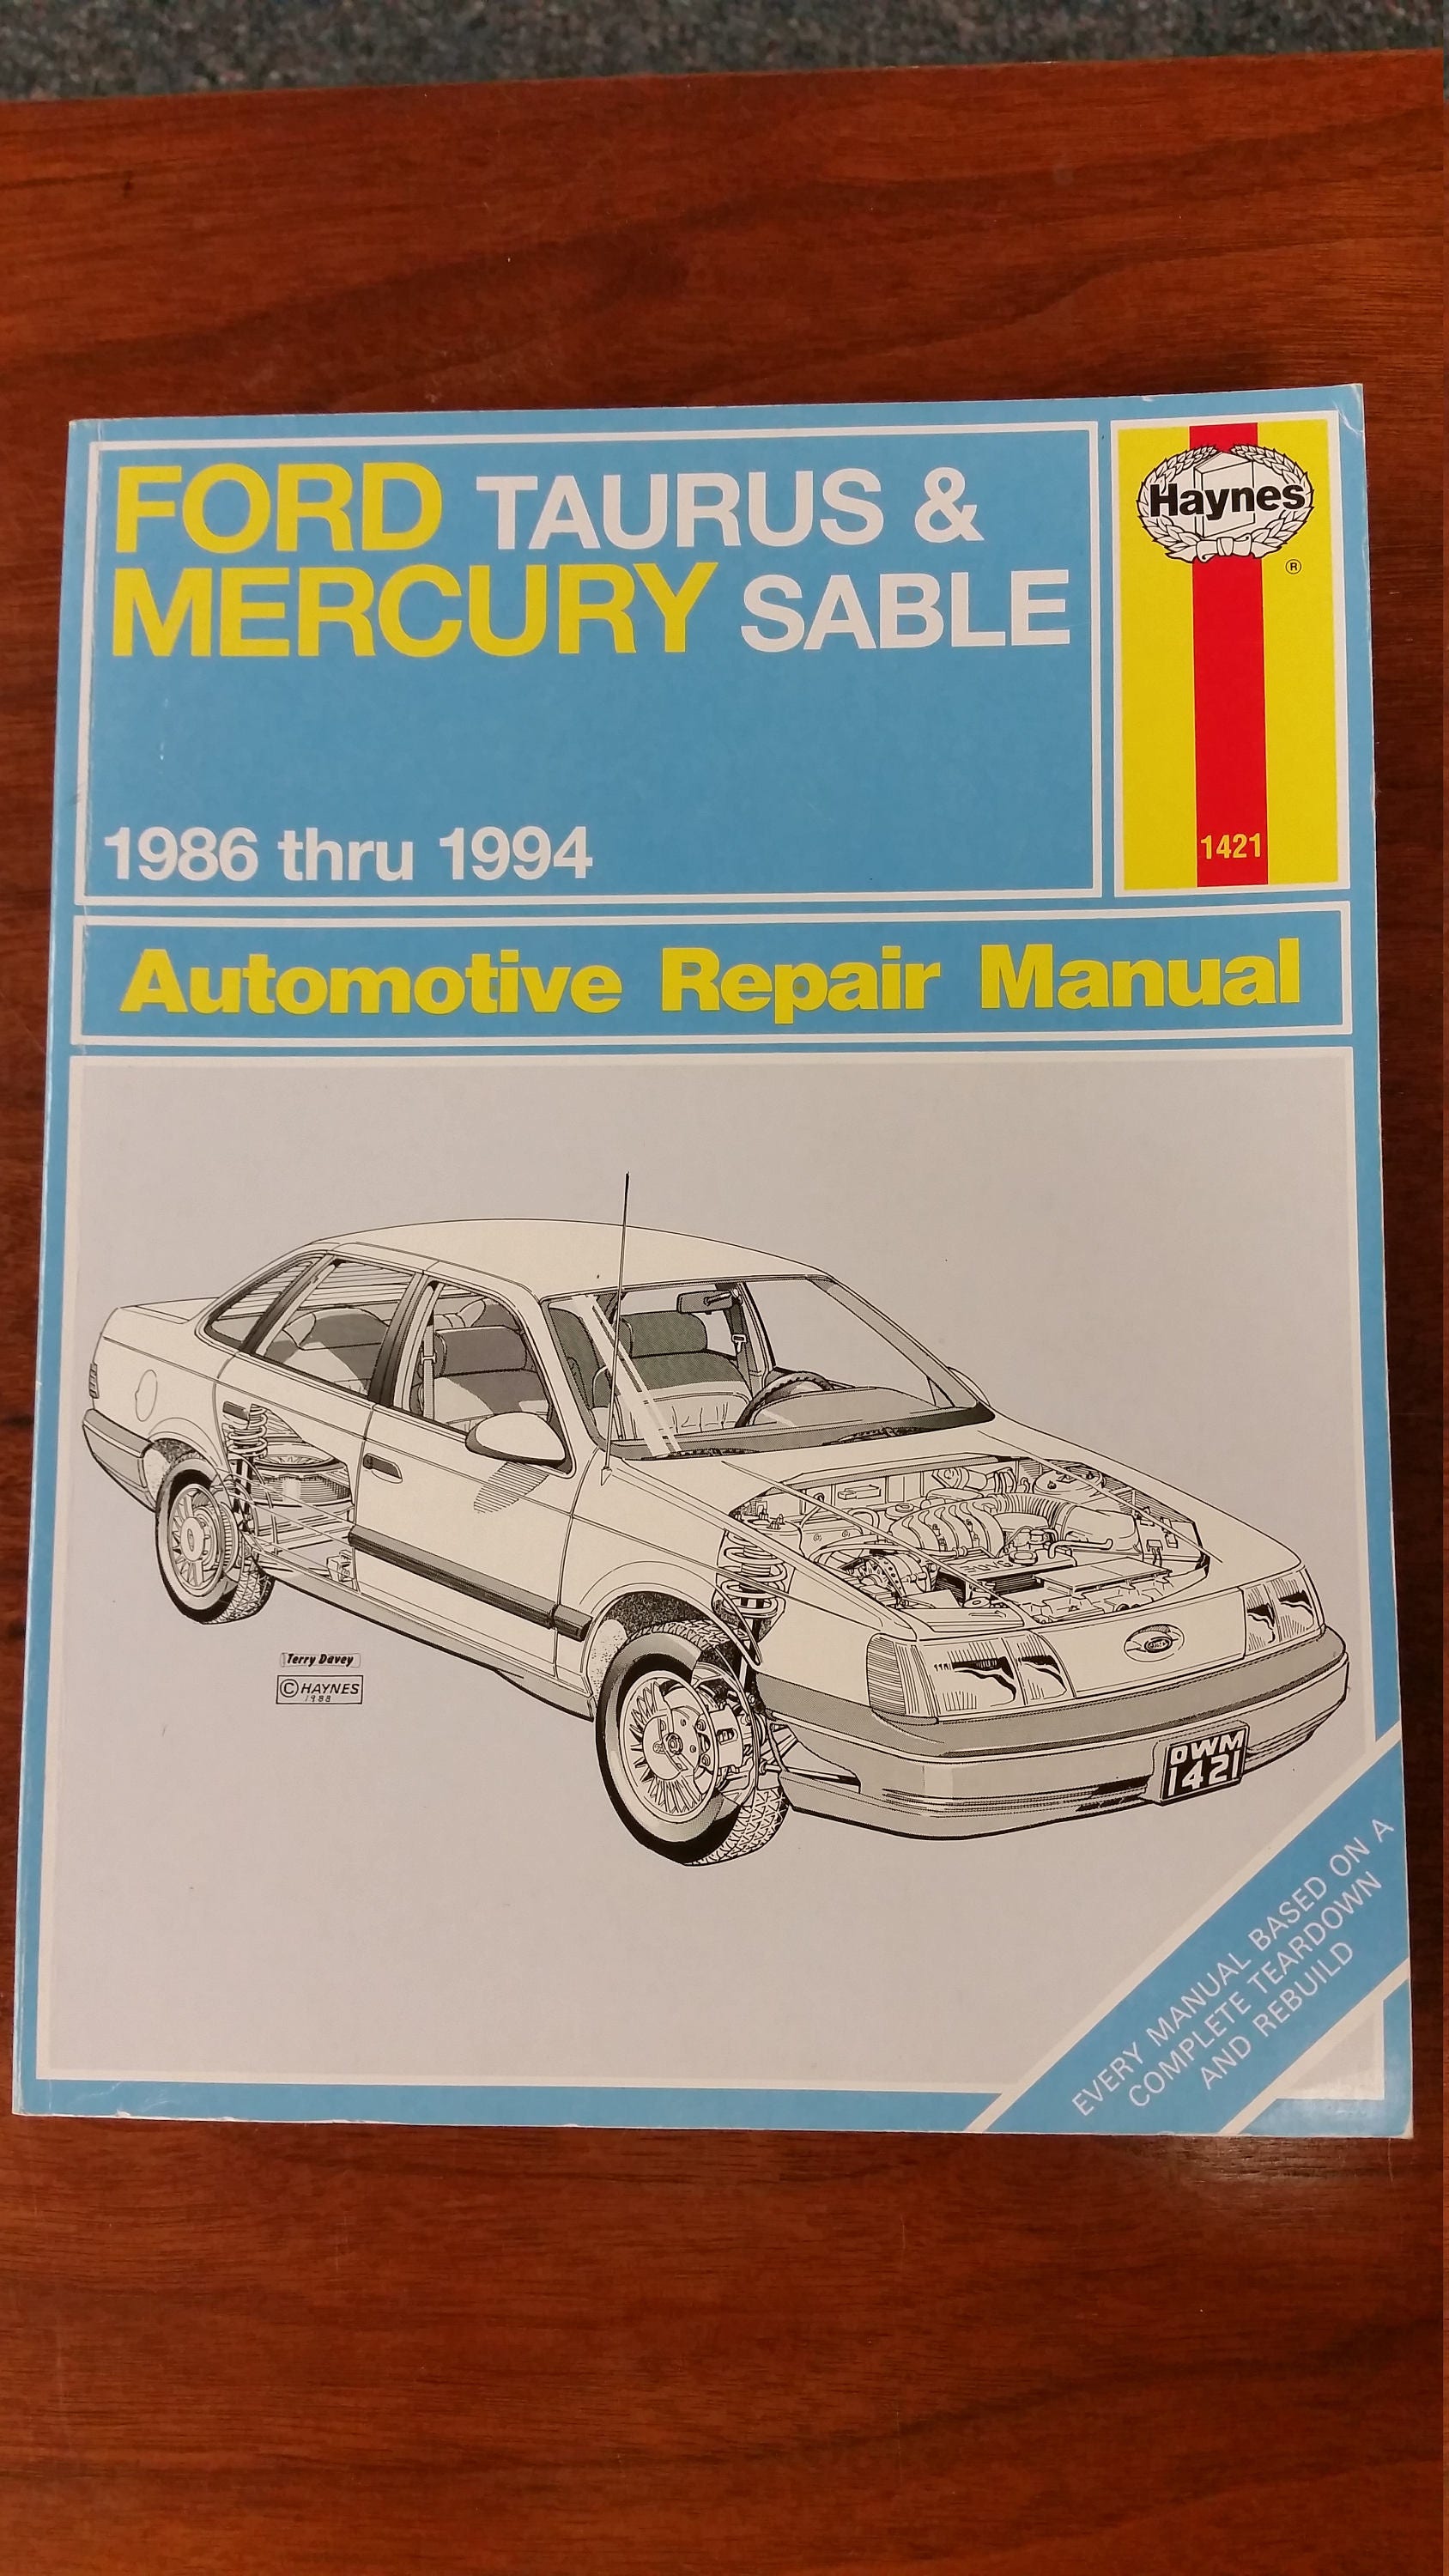 FORD TAURUS &
MERCURY SABLE
1986 thru 1994
Haynes
®
1421
Automotive Repair Manual
Terry Davey
© HAYNES
1988
OWM
1421
EVERY MANUAL BASED ON A
COMPLETE TEARDOWN
AND REBUILD